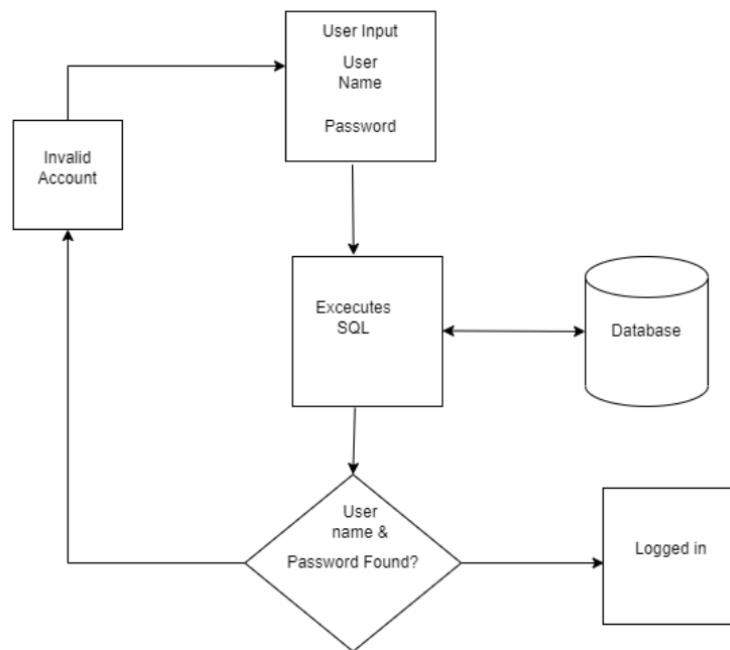 User Input
User
Name
Password
Invalid
Account
Excecutes
SQL
Database
User
name &
Password Found?
Logged in